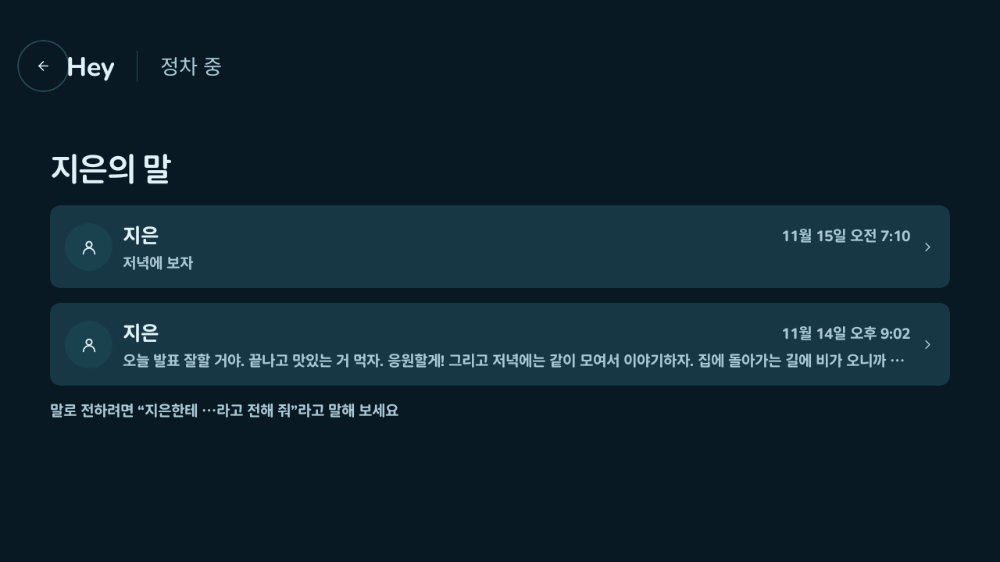 Hey
정차 중
지은의 말
지은
11월 15일 오전 7:10
저녁에 보자
지은
11월 14일 오후 9:02
오늘 발표 잘할 거야. 끝나고 맛있는 거 먹자. 응원할게! 그리고 저녁에는 같이 모여서 이야기하자. 집에 돌아가는 길에 비가 오니까 ⋯
말로 전하려면 “지은한테 ⋯라고 전해 줘”라고 말해 보세요